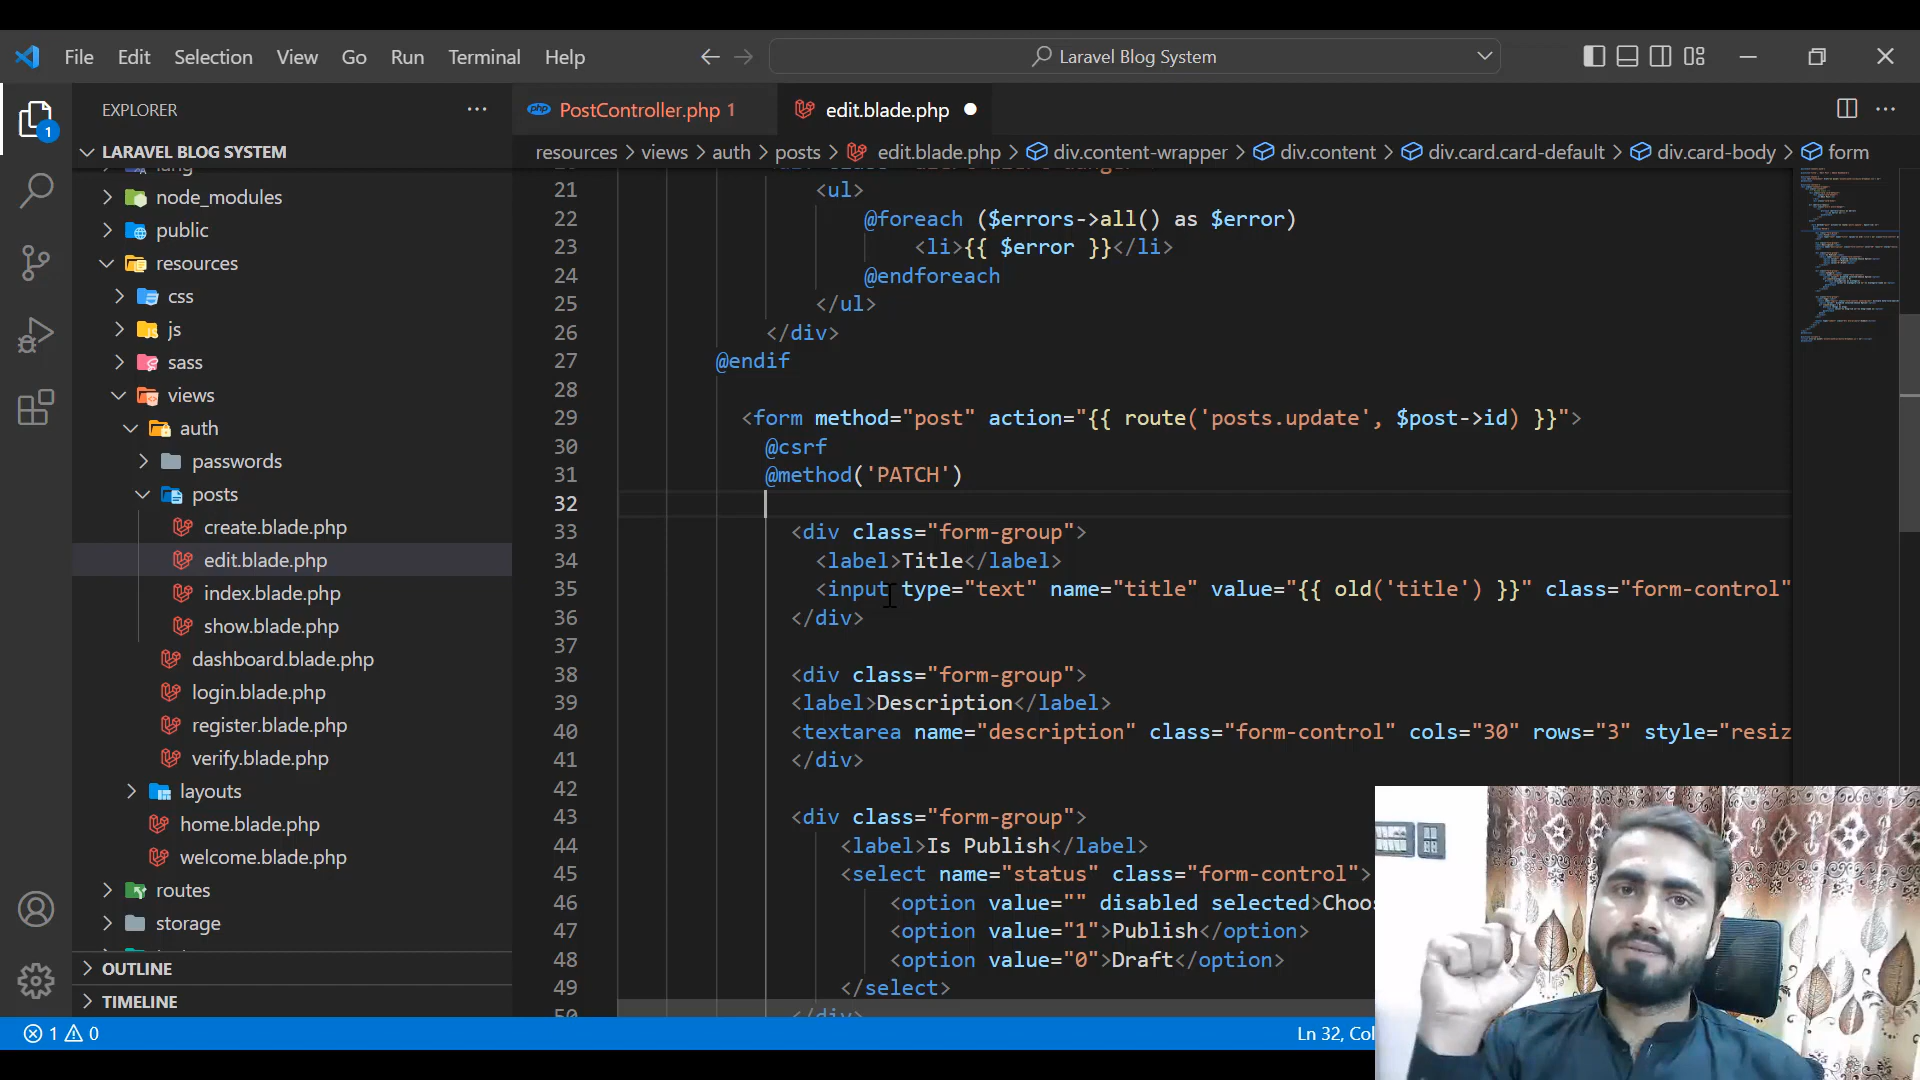 File Edit Selection View Go Run Terminal Help
Laravel Blog System
EXPLORER
PostController.php 1
edit.blade.php
1
LARAVEL BLOG SYSTEM
resources > views > auth > posts > edit.blade.php > div.content-wrapper > div.content > div.card.card-default > div.card-body > form
lang
node_modules
public
resources
css
js
sass
views
auth
passwords
posts
create.blade.php
edit.blade.php
index.blade.php
show.blade.php
dashboard.blade.php
login.blade.php
register.blade.php
verify.blade.php
layouts
home.blade.php
welcome.blade.php
routes
storage
OUTLINE
TIMELINE
21 <ul>
22 @foreach ($errors->all() as $error)
23 <li>{{ $error }}</li>
24 @endforeach
25 </ul>
26 </div>
27 @endif
28
29 <form method="post" action="{{ route('posts.update', $post->id) }}">
30 @csrf
31 @method('PATCH')
32
33 <div class="form-group">
34 <label>Title</label>
35 <input type="text" name="title" value="{{ old('title') }}" class="form-control"
36 </div>
37
38 <div class="form-group">
39 <label>Description</label>
40 <textarea name="description" class="form-control" cols="30" rows="3" style="resiz
41 </div>
42
43 <div class="form-group">
44 <label>Is Publish</label>
45 <select name="status" class="form-control">
46 <option value="" disabled selected>Choo
47 <option value="1">Publish</option>
48 <option value="0">Draft</option>
49 </select>
50 </div>
1 0
Ln 32, Col